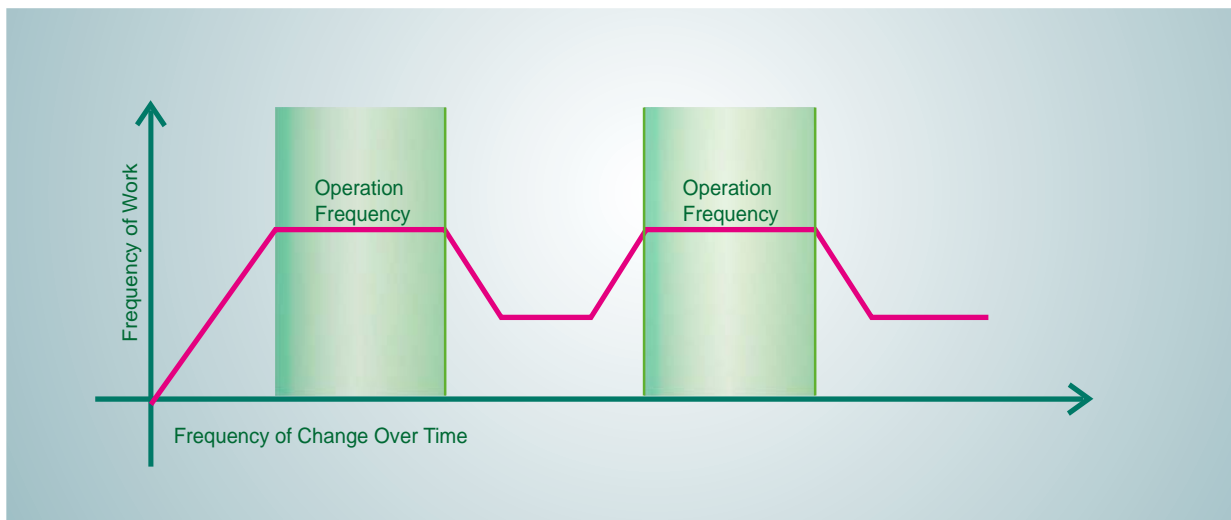 Frequency of Work
Operation
Frequency
Operation
Frequency
Frequency of Change Over Time